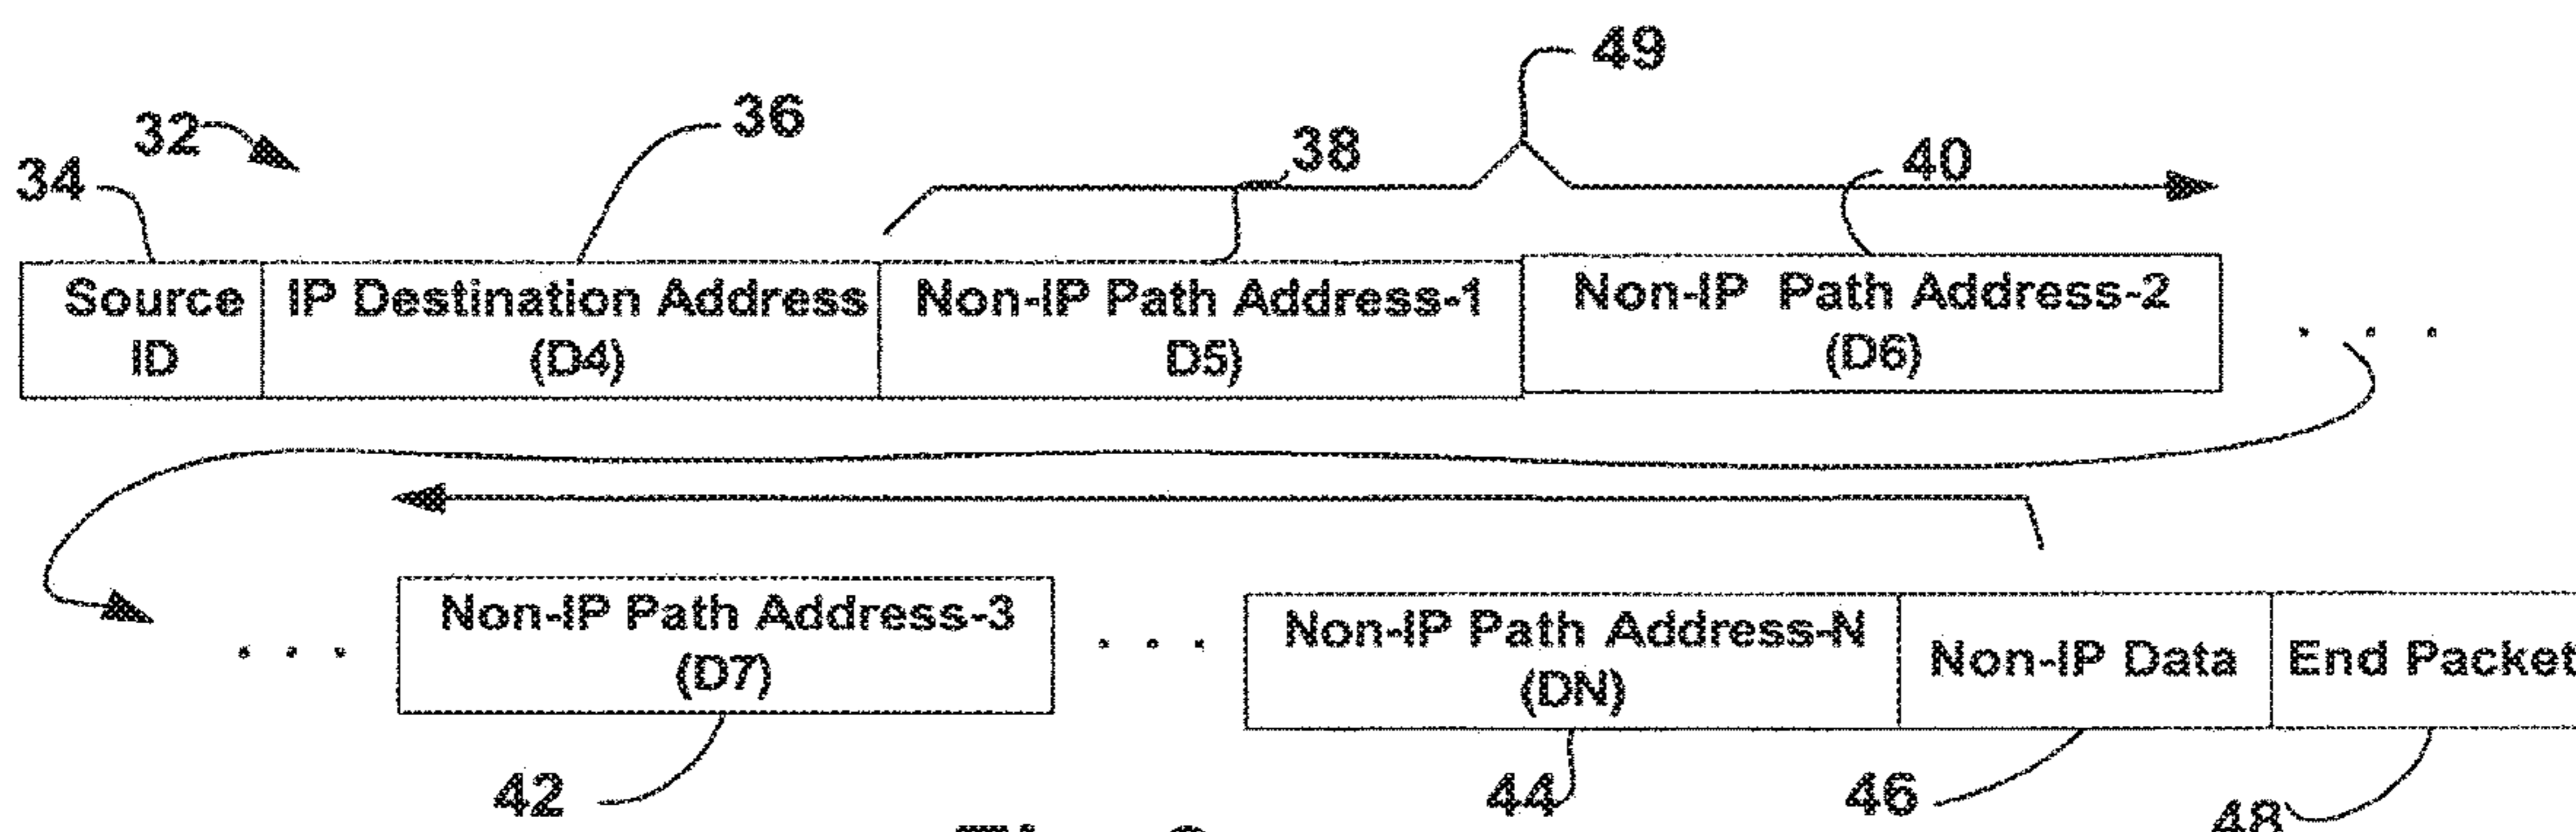 49
36
32
38
40
34
Source IP Destination Address Non-IP Path Address-1 Non-IP Path Address-2
ID (D4) D5) (D6)
. . .
Non-IP Path Address-3 Non-IP Path Address-N Non-IP Data End Packet
. . . (D7) . . . (DN)
42 44 46 48